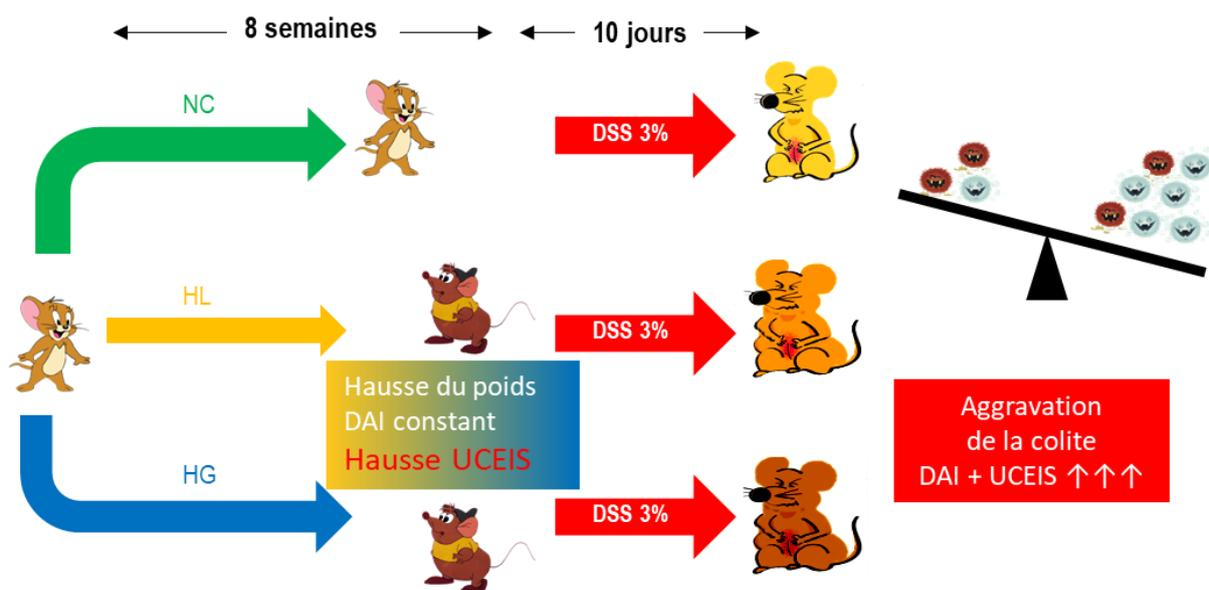 8 semaines
10 jours
NC
DSS 3%
HL
DSS 3%
Hausse du poids
DAI constant
Hausse UCEIS
Aggravation
de la colite
DAI + UCEIS ↑↑↑
HG
DSS 3%